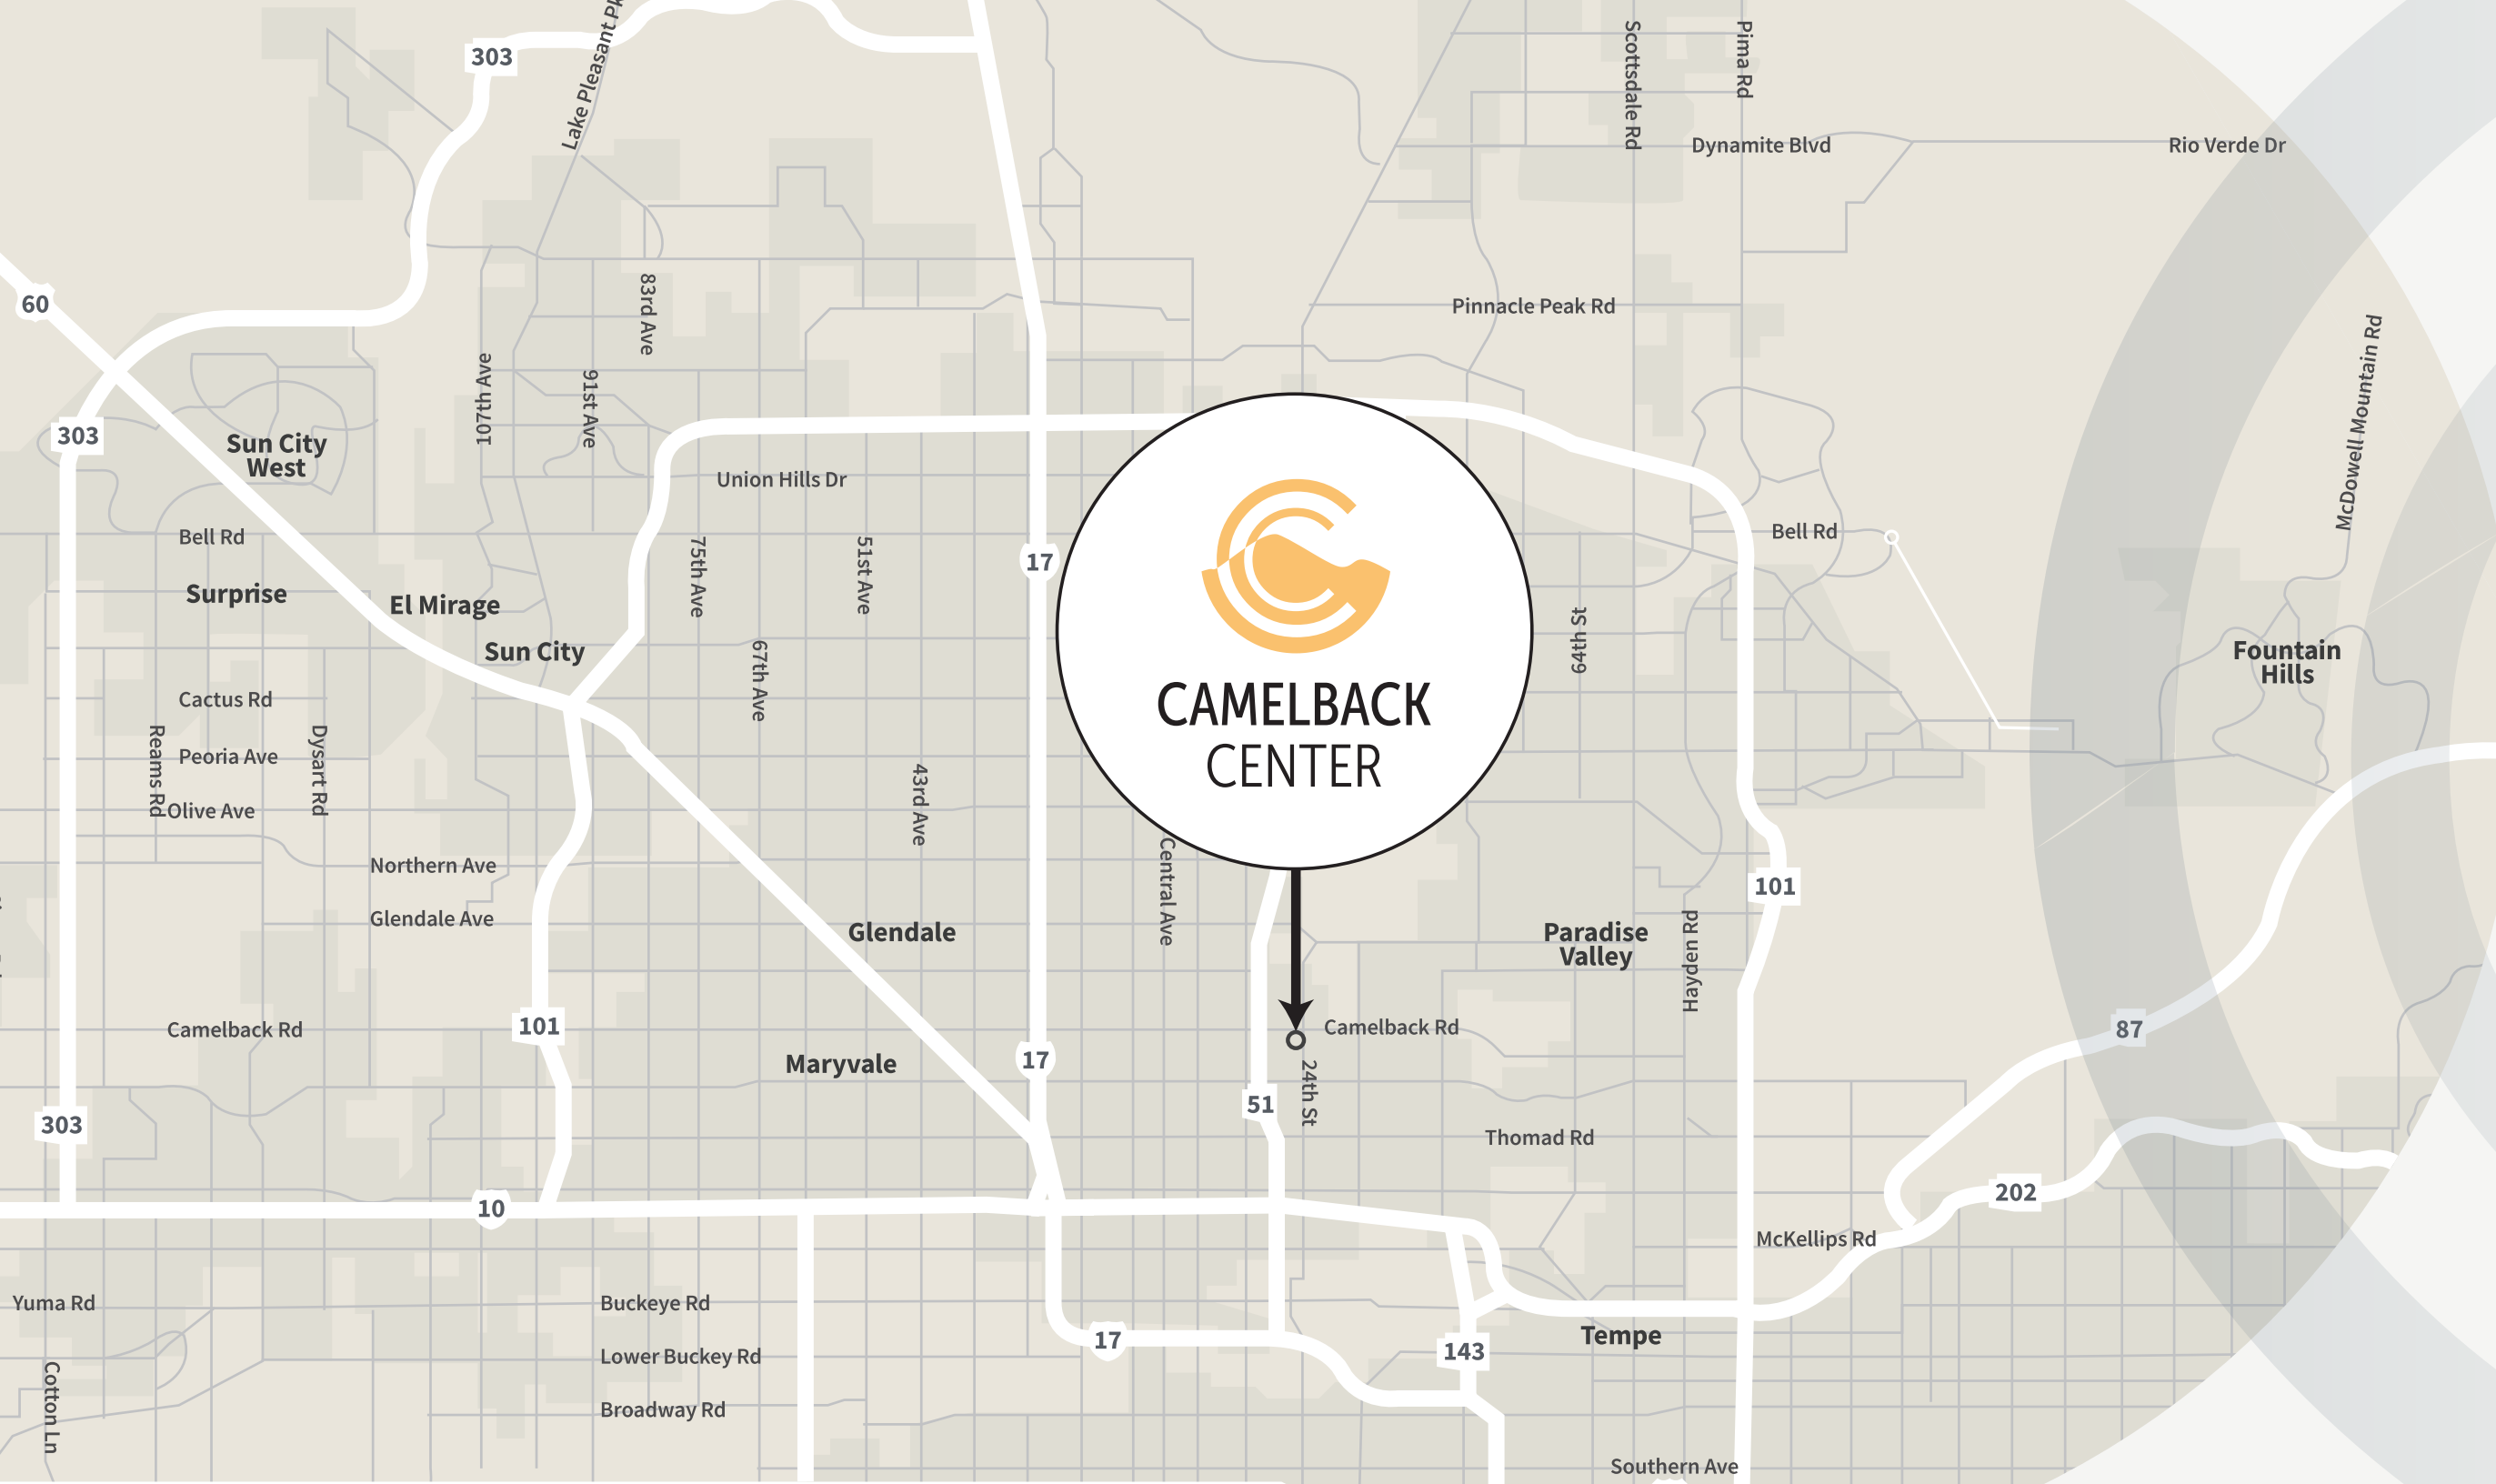 303
Lake Pleasant
Scottsdale Rd
Pima Rd
Dynamite Blvd
Rio Verde Dr
60
83rd Ave
Pinnacle Peak Rd
McDowell Mountain Rd
107th Ave
91st Ave
303
Sun City
West
Union Hills Dr
Bell Rd
Bell Rd
75th Ave
51st Ave
17
Surprise
El Mirage
Sun City
64th St
67th Ave
Fountain
Hills
CAMELBACK
CENTER
Cactus Rd
Reams Rd
Dysart Rd
Peoria Ave
43rd Ave
Olive Ave
Northern Ave
Central Ave
101
Glendale Ave
Glendale
Paradise
Valley
Hayden Rd
101
Camelback Rd
Camelback Rd
87
Maryvale
17
24th St
51
303
Thomad Rd
10
202
McKellips Rd
Yuma Rd
Buckeye Rd
17
Tempe
143
Lower Buckey Rd
Cotton Ln
Broadway Rd
Southern Ave